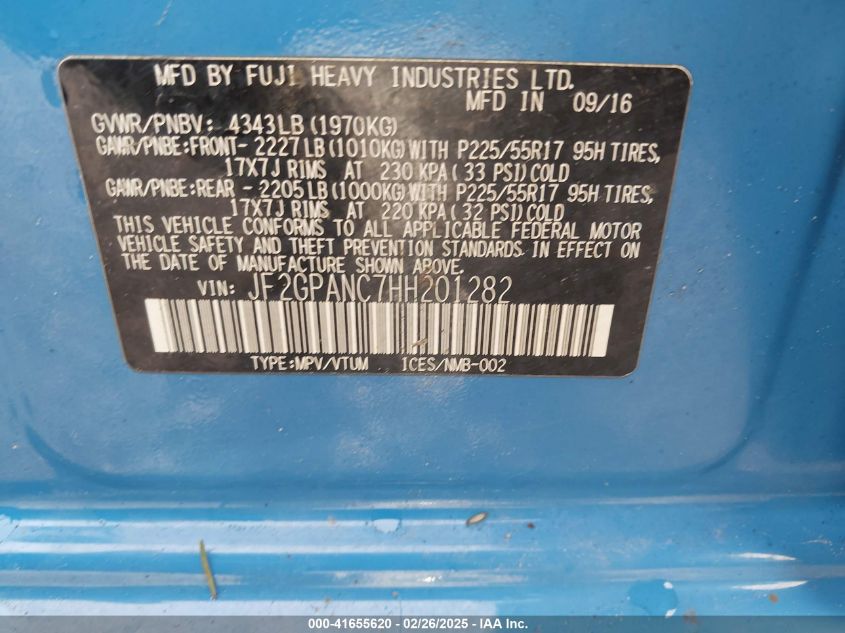 MFD BY FUJI HEAVY INDUSTRIES LTD.
MFD IN 09/16
GVWR/PNBV: 4343LB(1970KG)
GAWR/PNBE:FRONT- 2227LB(1010KG)WITH P225/55R17 95H TIRES,
17X7J RIMS AT 230 KPA(33 PSI)COLD
GAWR/PNBE:REAR - 2205LB(1000KG)WITH P225/55R17 95H TIRES,
17X7J RIMS AT 220 KPA(32 PSI)COLD
THIS VEHICLE CONFORMS TO ALL APPLICABLE FEDERAL MOTOR
VEHICLE SAFETY AND THEFT PREVENTION STANDARDS IN EFFECT ON
THE DATE OF MANUFACTURE SHOWN ABOVE.
VIN: JF2GPANC7HH201282
TYPE:MPV/VTUM ICES/NMB-002
000-41655620 - 02/26/2025 - IAA Inc.